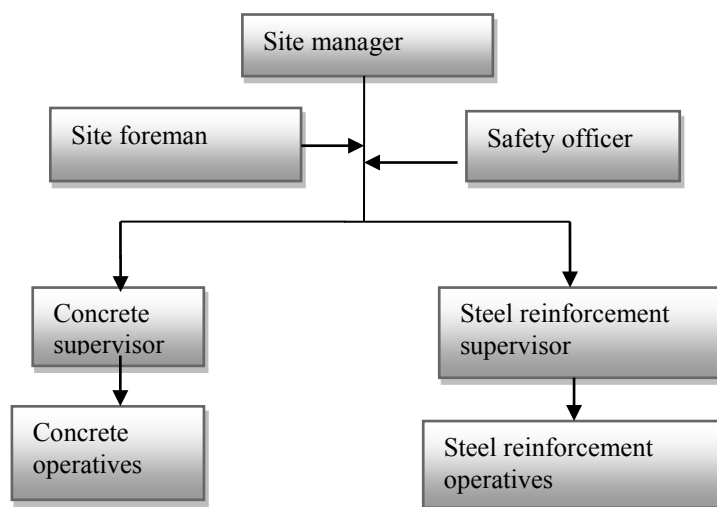 Site manager
Site foreman
Safety officer
Concrete
supervisor
Steel reinforcement
supervisor
Concrete
operatives
Steel reinforcement
operatives